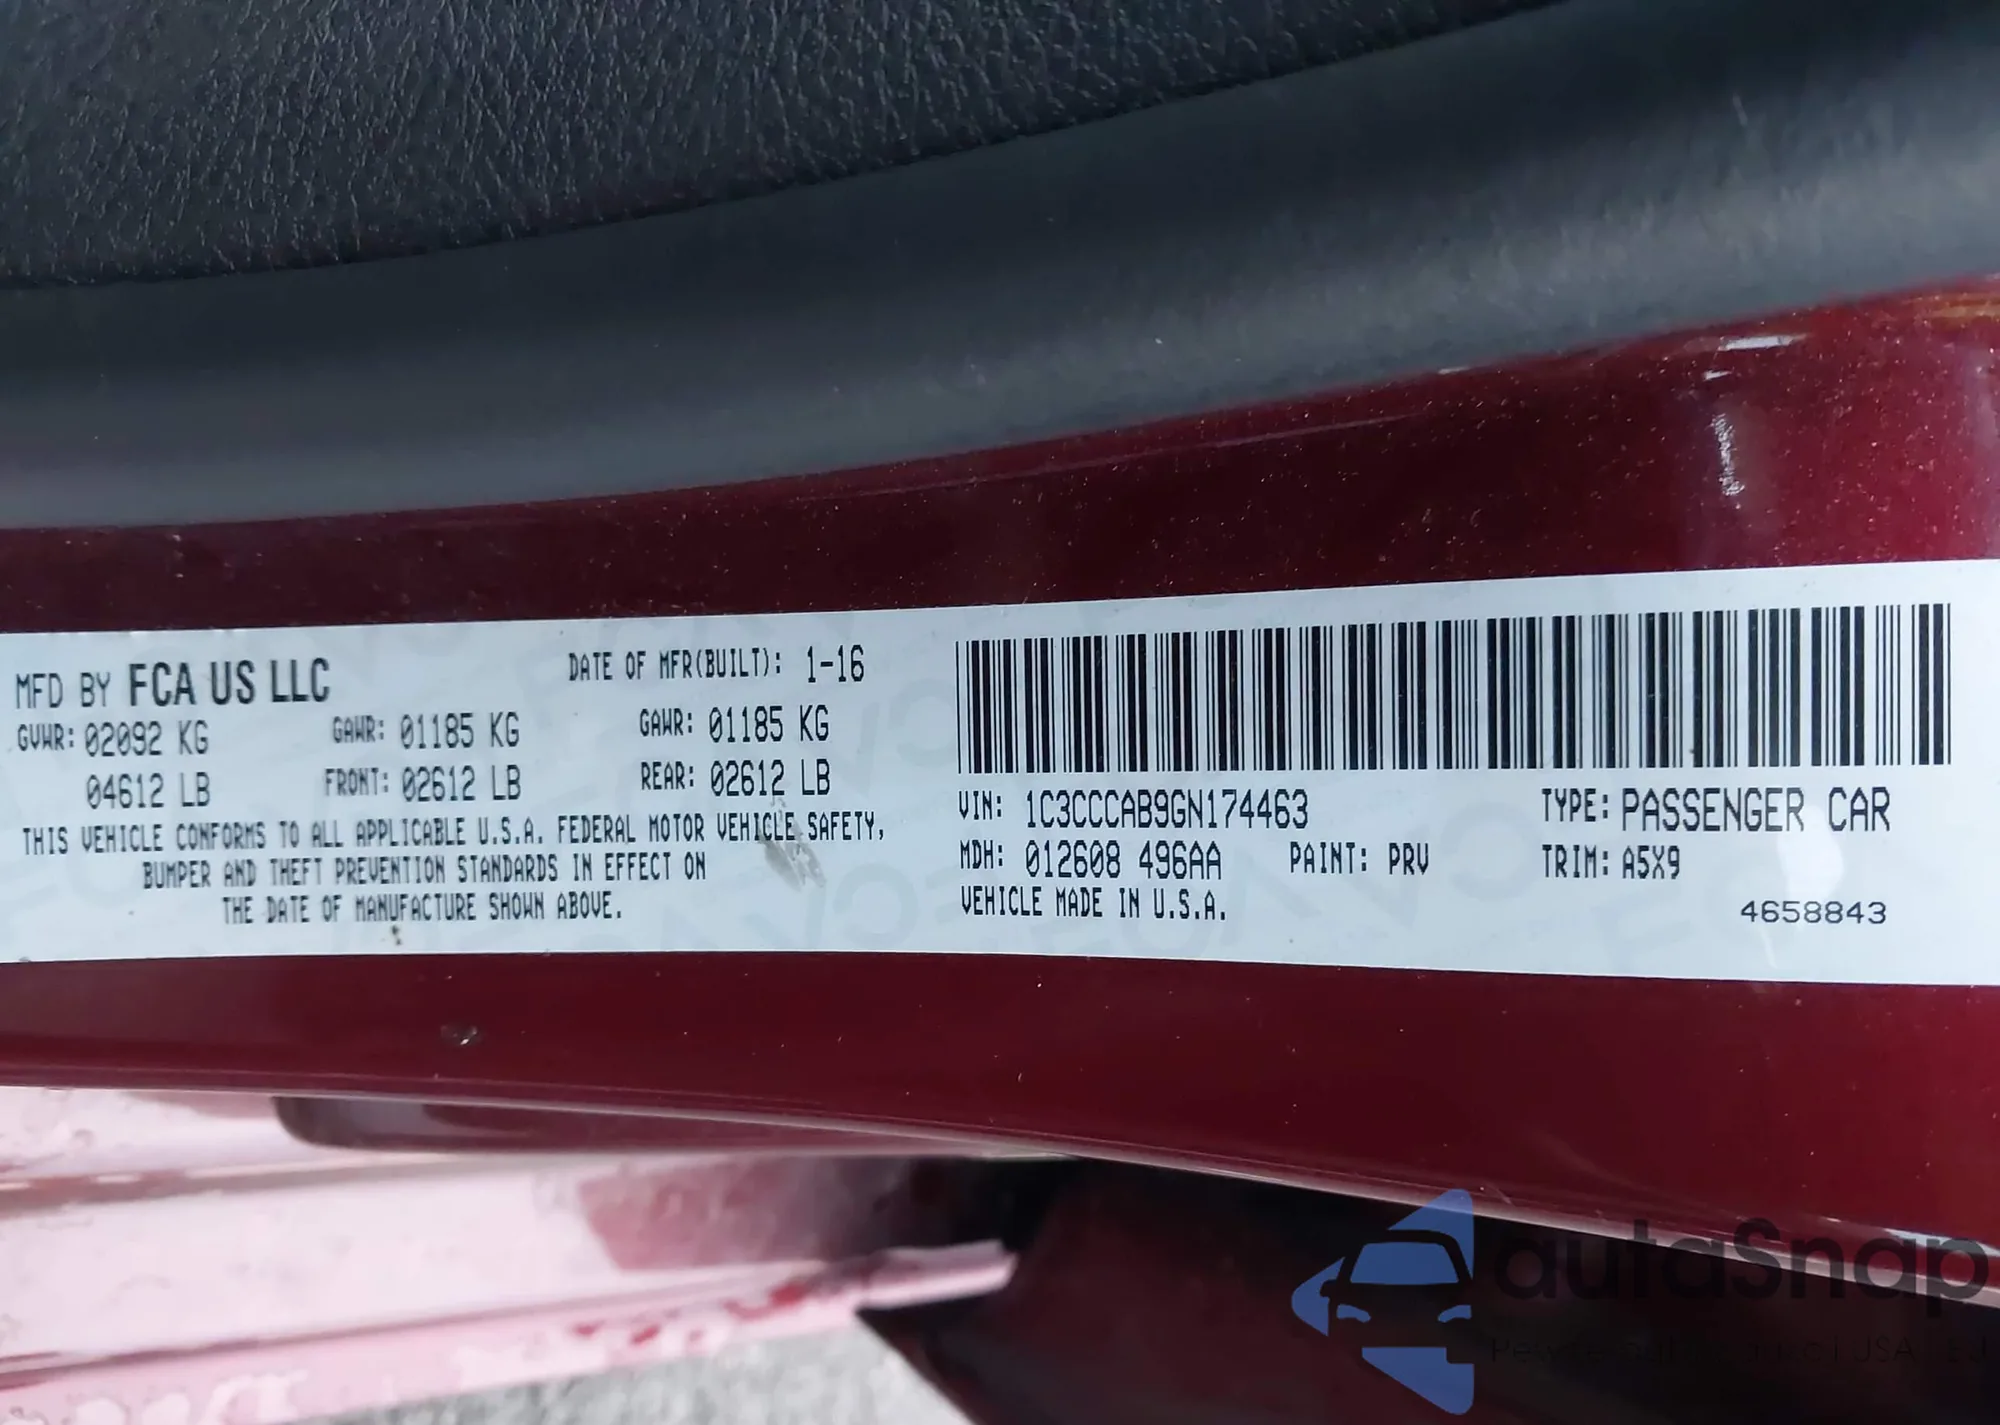 MFD BY FCA US LLC DATE OF MFR(BUILT): 1-16
GVWR: 02092 KG GAWR: 01185 KG GAWR: 01185 KG
04612 LB FRONT: 02612 LB REAR: 02612 LB
THIS VEHICLE CONFORMS TO ALL APPLICABLE U.S.A. FEDERAL MOTOR VEHICLE SAFETY,
BUMPER AND THEFT PREVENTION STANDARDS IN EFFECT ON
THE DATE OF MANUFACTURE SHOWN ABOVE.
VIN: 1C3CCCAB9GN174463 TYPE: PASSENGER CAR
MDH: 012608 496AA PAINT: PRV TRIM: A5X9
VEHICLE MADE IN U.S.A. 4658843
autaSnap
USA